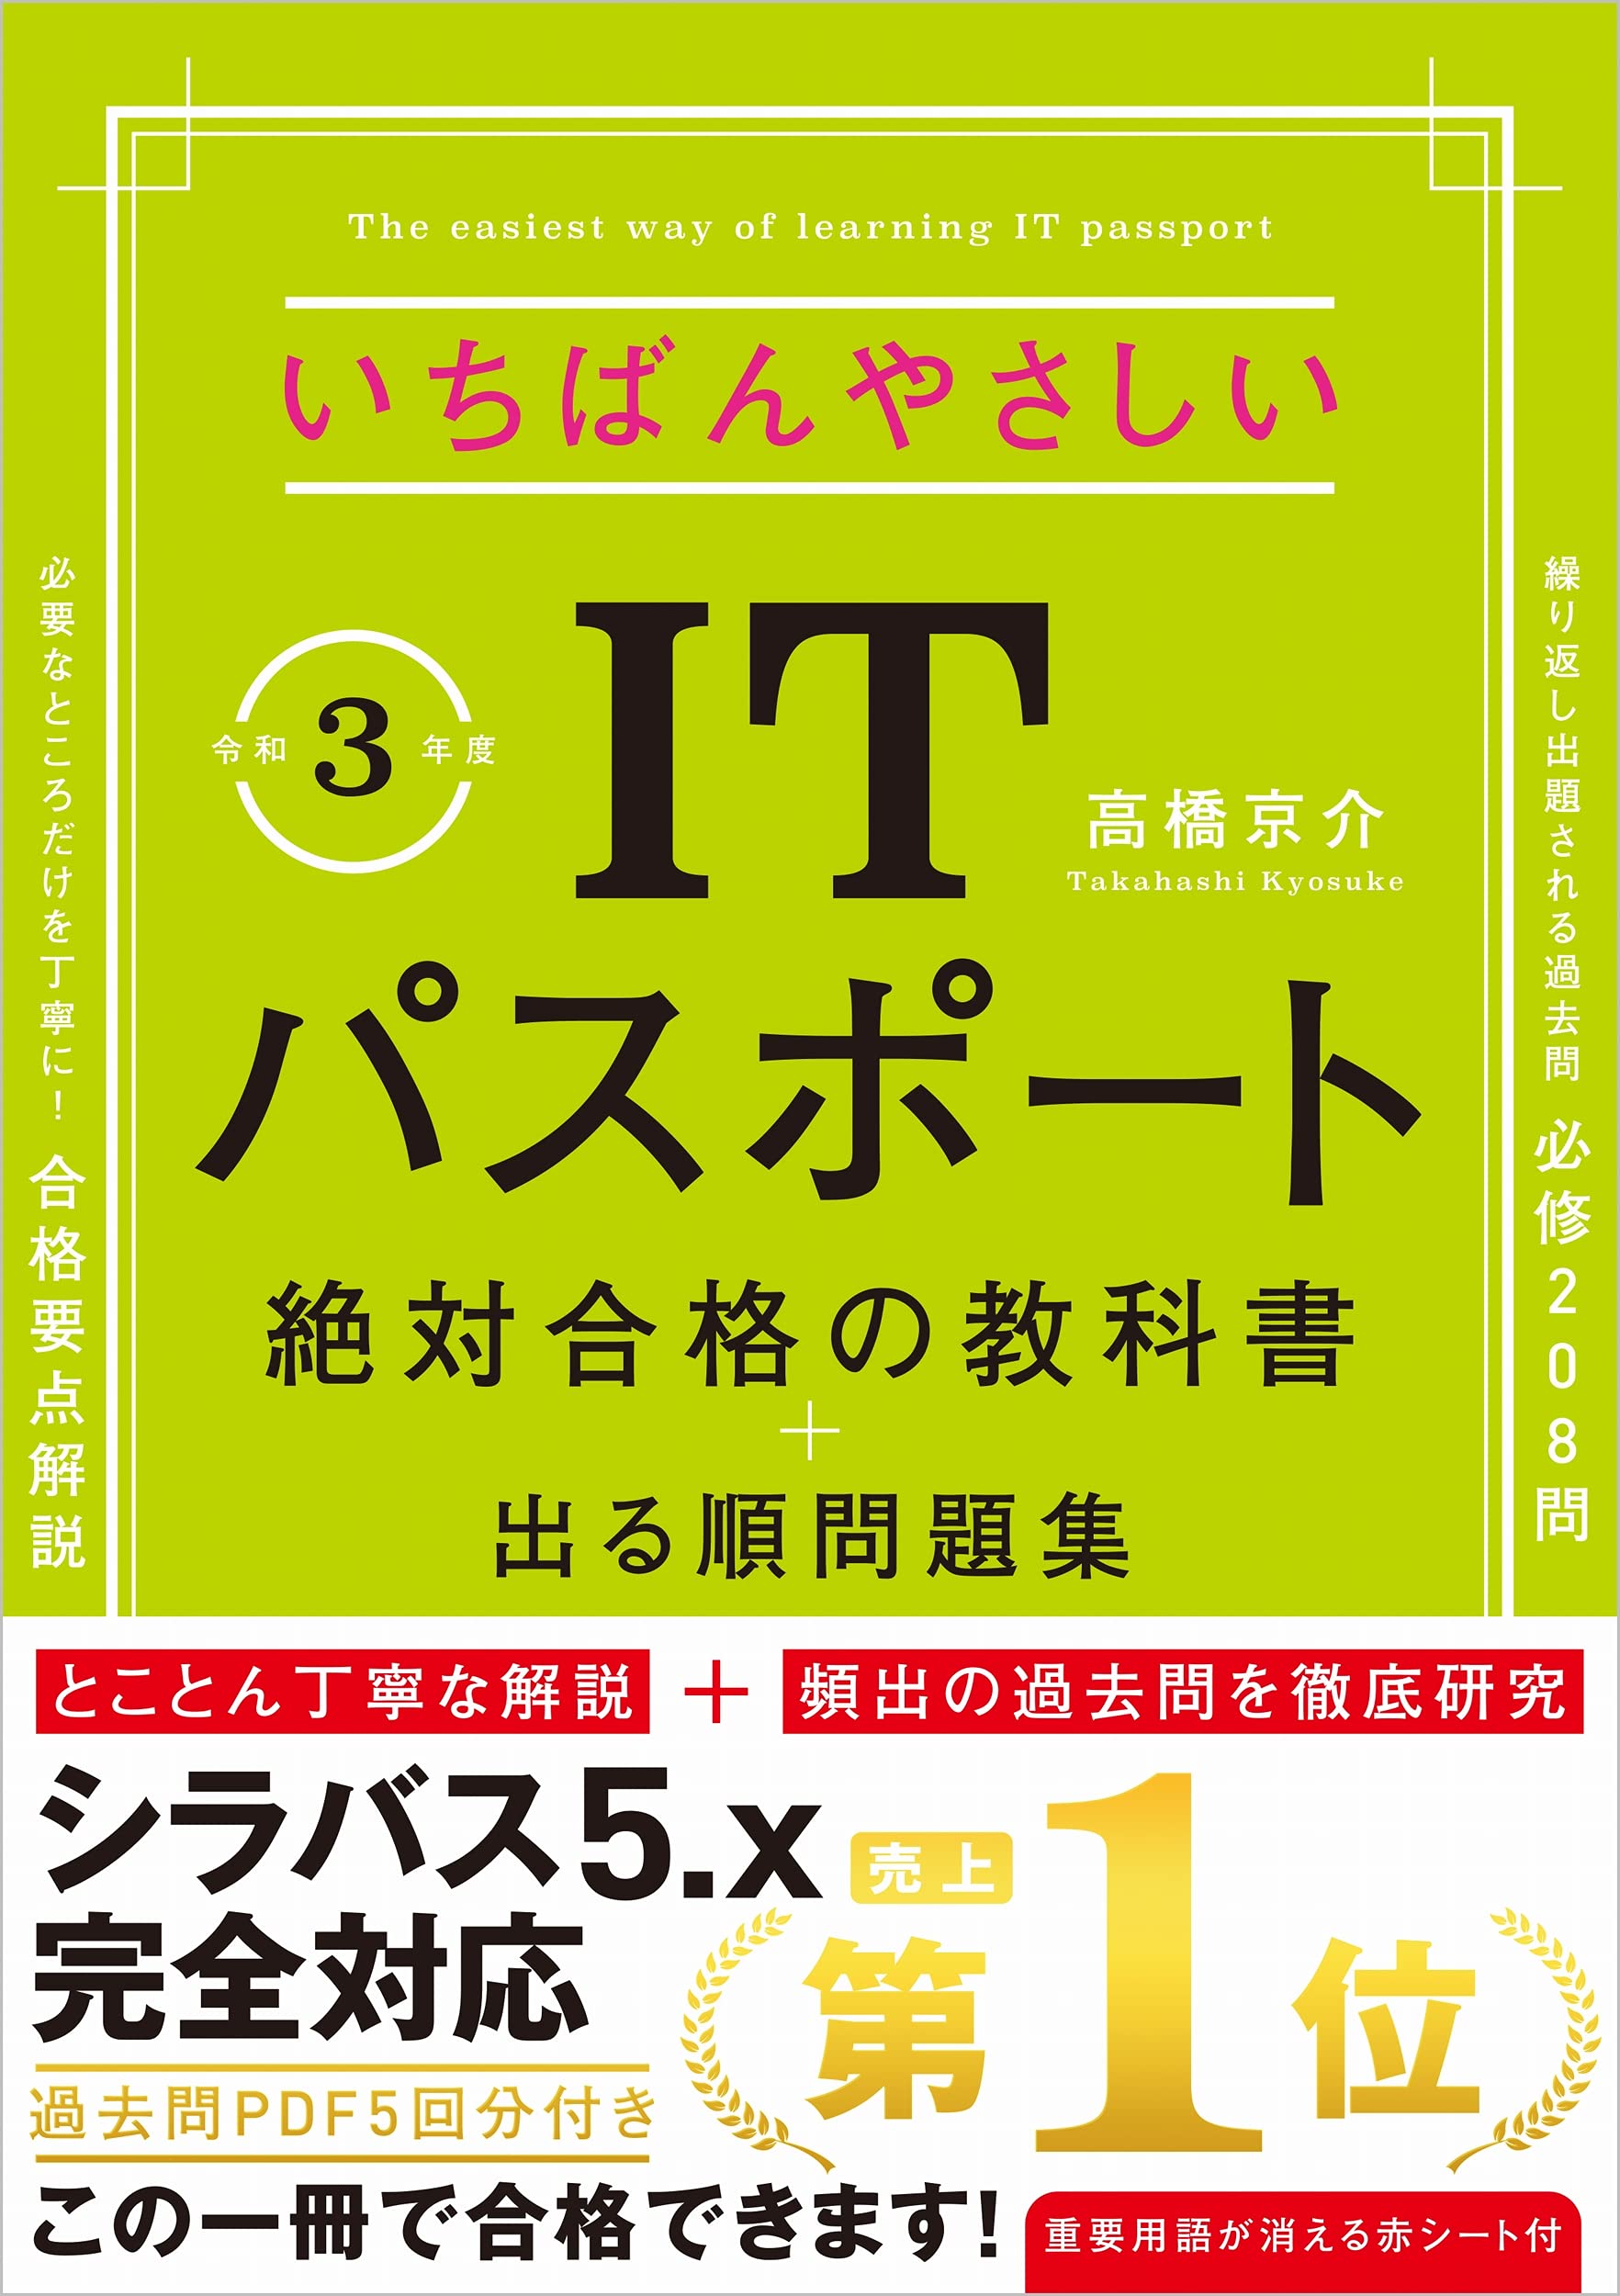 The easiest way of learning IT passport
いちばんやさしい
令和3年度
IT
パスポート
高橋京介
Takahashi Kyosuke
絶対合格の教科書
+
出る順問題集
必要なところだけを丁寧に! 合格要点解説
繰り返し出題される過去問 必修208問
とことん丁寧な解説 + 頻出の過去問を徹底研究
シラバス5.x
完全対応
過去問PDF5回分付き
この一冊で合格できます!
売上
第1位
重要用語が消える赤シート付